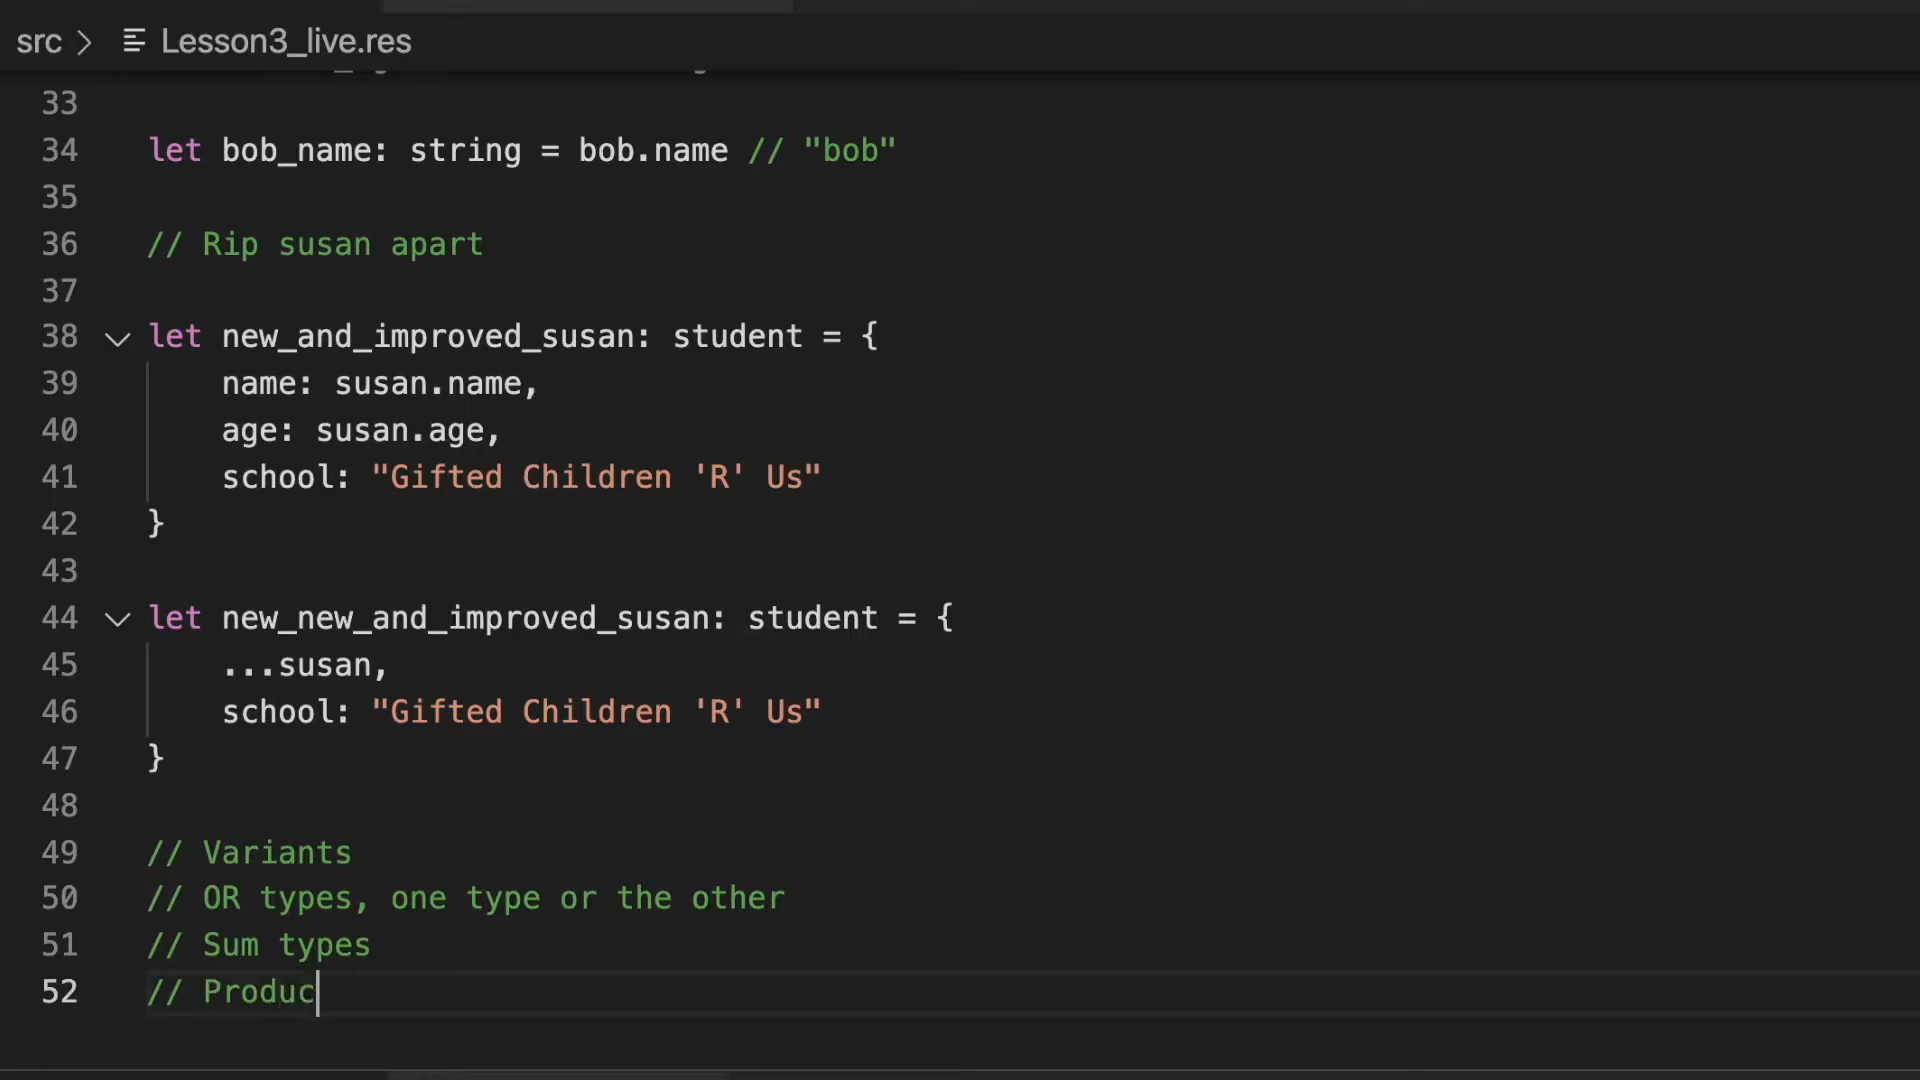 src > Lesson3_live.res
33
34 let bob_name: string = bob.name // "bob"
35
36 // Rip susan apart
37
38 let new_and_improved_susan: student = {
39 name: susan.name,
40 age: susan.age,
41 school: "Gifted Children 'R' Us"
42 }
43
44 let new_new_and_improved_susan: student = {
45 ...susan,
46 school: "Gifted Children 'R' Us"
47 }
48
49 // Variants
50 // OR types, one type or the other
51 // Sum types
52 // Produc